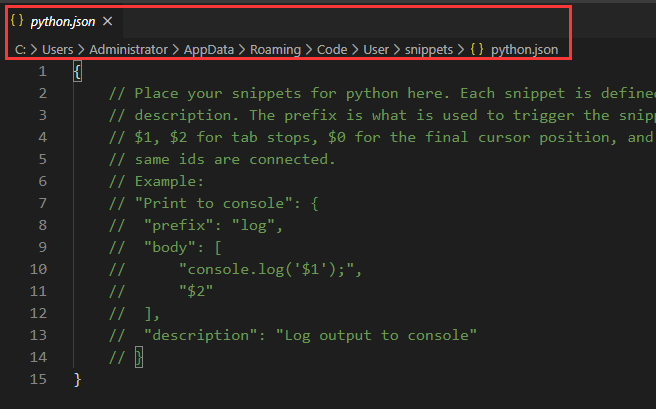 {} python.json ×
C: > Users > Administrator > AppData > Roaming > Code > User > snippets > {} python.json
1 {
2 // Place your snippets for python here. Each snippet is define
3 // description. The prefix is what is used to trigger the snip
4 // $1, $2 for tab stops, $0 for the final cursor position, and
5 // same ids are connected.
6 // Example:
7 // "Print to console": {
8 // "prefix": "log",
9 // "body": [
10 // "console.log('$1');",
11 // "$2"
12 // ],
13 // "description": "Log output to console"
14 // }
15 }